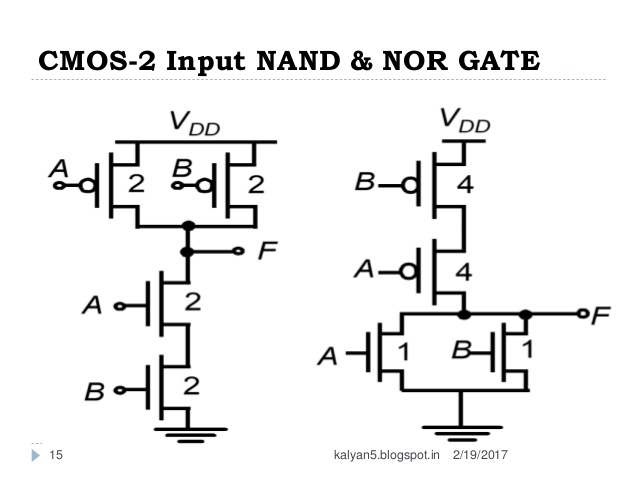 CMOS-2 Input NAND & NOR GATE
VDD
A
2
B
2
F
A
2
B
2
VDD
B
4
A
4
F
A
1
B
1
15
kalyan5.blogspot.in 2/19/2017